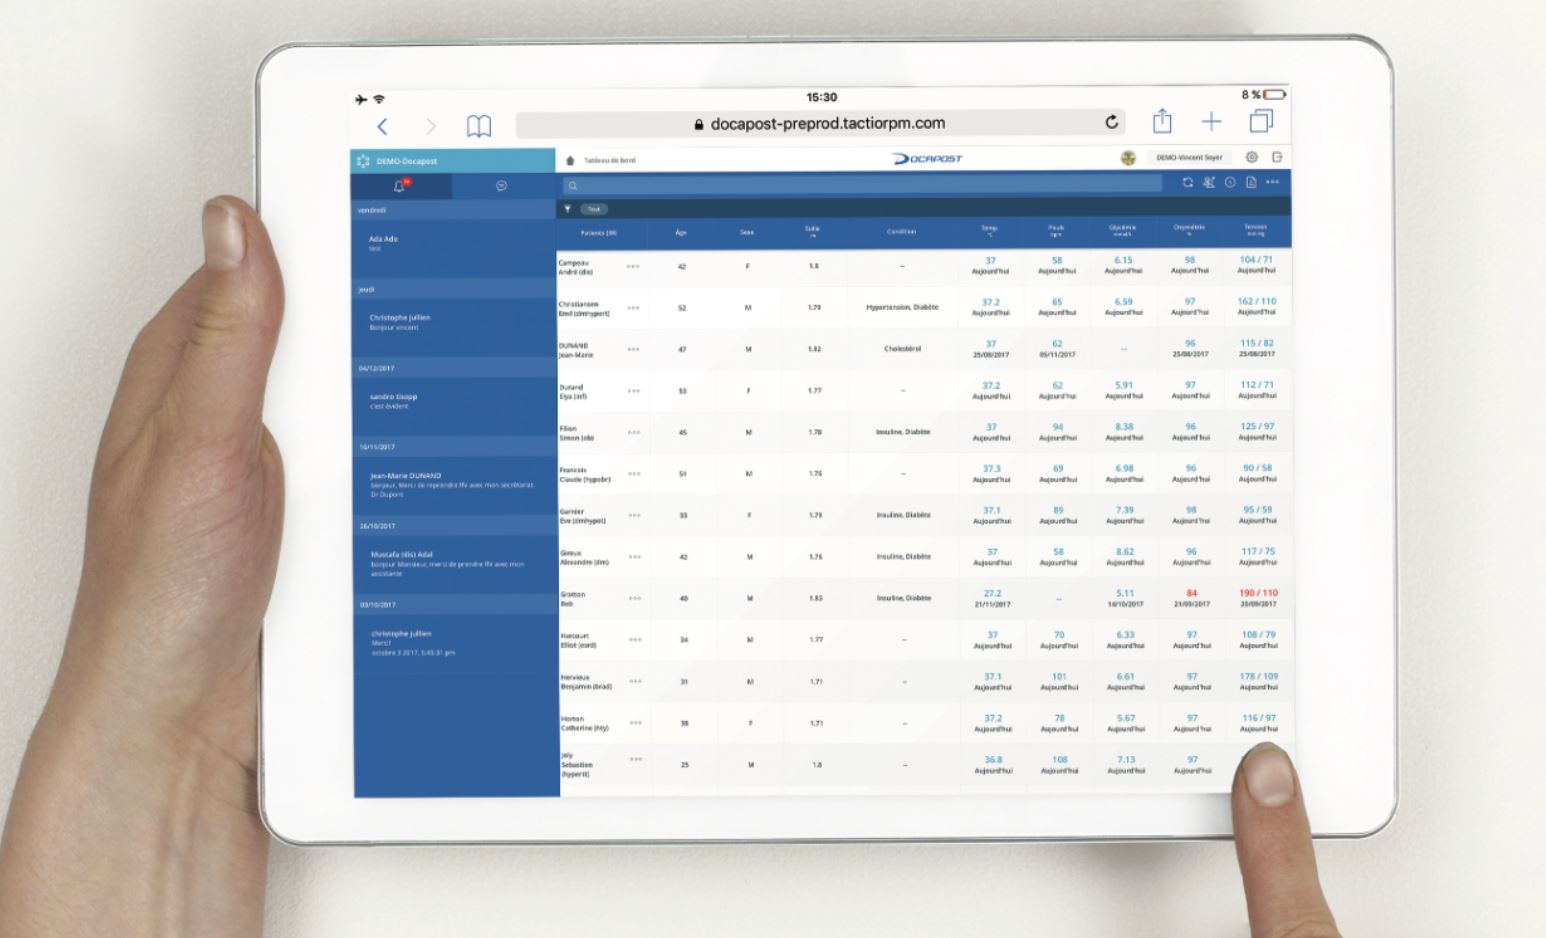 15:30
8 %
docapost-preprod.tactiorpm.com
DEMO-Docapost
Tableau de bord
DOCAPOST
DEMO-Vincent Soyer
vendredi
Ada Ada
test
jeudi
Christophe Jullien
Bonjour vincent
04/12/2017
sandro tisopp
c'est évident
16/11/2017
Jean-Marie DUNAND
bonjour, Merci de reprendre RV avec mon secrétariat.
Dr Dupont
26/10/2017
Mustafa (dis) Adal
bonjour Monsieur, merci de prendre RV avec mon
assistante
03/10/2017
christophe jullien
Merci!
octobre 3 2017, 5:45:31 pm
Tout
Patients Âge Sexe Taille m Condition Temp. °C Pouls bpm Glycémie mmol/L Oxymétrie % Tension mm Hg
Campeau André (dis) 42 F 1.8 -- 37 58 6.15 98 104 / 71
Aujourd'hui Aujourd'hui Aujourd'hui Aujourd'hui Aujourd'hui
Christiansen Emil (dmhypert) 52 M 1.79 Hypertension, Diabète 37.2 65 6.59 97 162 / 110
Aujourd'hui Aujourd'hui Aujourd'hui Aujourd'hui Aujourd'hui
DUNAND Jean-Marie 47 M 1.82 Cholestérol 37 62 -- 96 115 / 82
25/08/2017 05/11/2017 25/08/2017 25/08/2017
Durand Elya (inf) 53 F 1.77 -- 37.2 62 5.91 97 112 / 71
Aujourd'hui Aujourd'hui Aujourd'hui Aujourd'hui Aujourd'hui
Filion Simon (ob) 45 M 1.78 Insuline, Diabète 37 94 8.38 96 125 / 97
Aujourd'hui Aujourd'hui Aujourd'hui Aujourd'hui Aujourd'hui
Francois Claude (hypobr) 51 M 1.75 -- 37.3 69 6.98 96 90 / 58
Aujourd'hui Aujourd'hui Aujourd'hui Aujourd'hui Aujourd'hui
Garnier Eve (dmhypot) 33 F 1.79 Insuline, Diabète 37.1 89 7.39 98 95 / 59
Aujourd'hui Aujourd'hui Aujourd'hui Aujourd'hui Aujourd'hui
Giroux Alexandre (dm) 42 M 1.76 Insuline, Diabète 37 58 8.62 96 117 / 75
Aujourd'hui Aujourd'hui Aujourd'hui Aujourd'hui Aujourd'hui
Gratton Bob 40 M 1.83 Insuline, Diabète 27.2 -- 5.11 84 190 / 110
21/11/2017 14/10/2017 21/09/2017 20/09/2017
Harcourt Elliot (esrd) 34 M 1.77 -- 37 70 6.33 97 108 / 79
Aujourd'hui Aujourd'hui Aujourd'hui Aujourd'hui Aujourd'hui
Hervieux Benjamin (brad) 31 M 1.71 -- 37.1 101 6.61 97 178 / 109
Aujourd'hui Aujourd'hui Aujourd'hui Aujourd'hui Aujourd'hui
Horton Catherine (hty) 38 F 1.71 -- 37.2 78 5.67 97 116 / 97
Aujourd'hui Aujourd'hui Aujourd'hui Aujourd'hui Aujourd'hui
Joly Sebastien (hypertt) 25 M 1.8 -- 36.8 108 7.13 97
Aujourd'hui Aujourd'hui Aujourd'hui Aujourd'hui